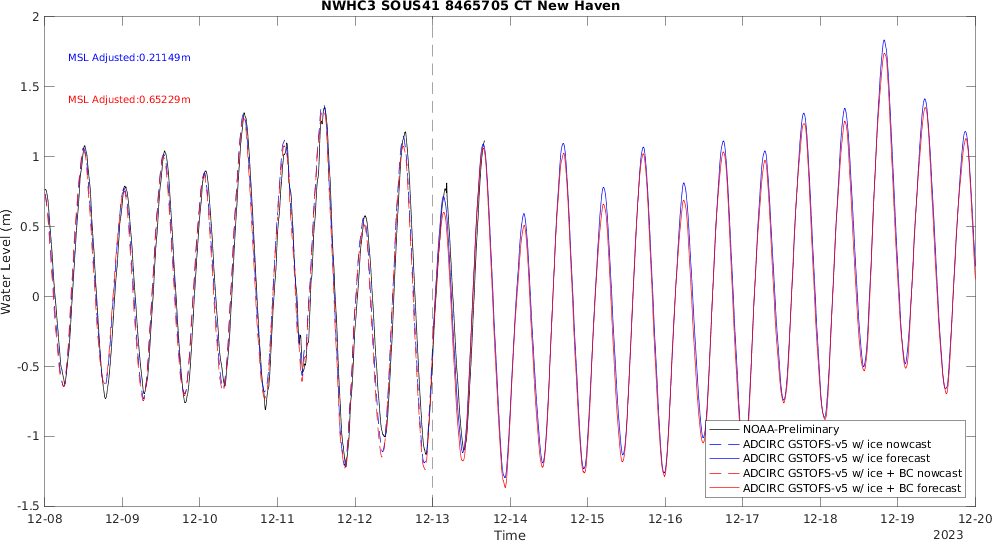 NWHC3 SOUS41 8465705 CT New Haven
MSL Adjusted:0.21149m
MSL Adjusted:0.65229m
Water Level (m)
2
1.5
1
0.5
0
-0.5
-1
-1.5
NOAA-Preliminary
ADCIRC GSTOFS-v5 w/ ice nowcast
ADCIRC GSTOFS-v5 w/ ice forecast
ADCIRC GSTOFS-v5 w/ ice + BC nowcast
ADCIRC GSTOFS-v5 w/ ice + BC forecast
12-08 12-09 12-10 12-11 12-12 12-13 12-14 12-15 12-16 12-17 12-18 12-19 12-20
Time
2023